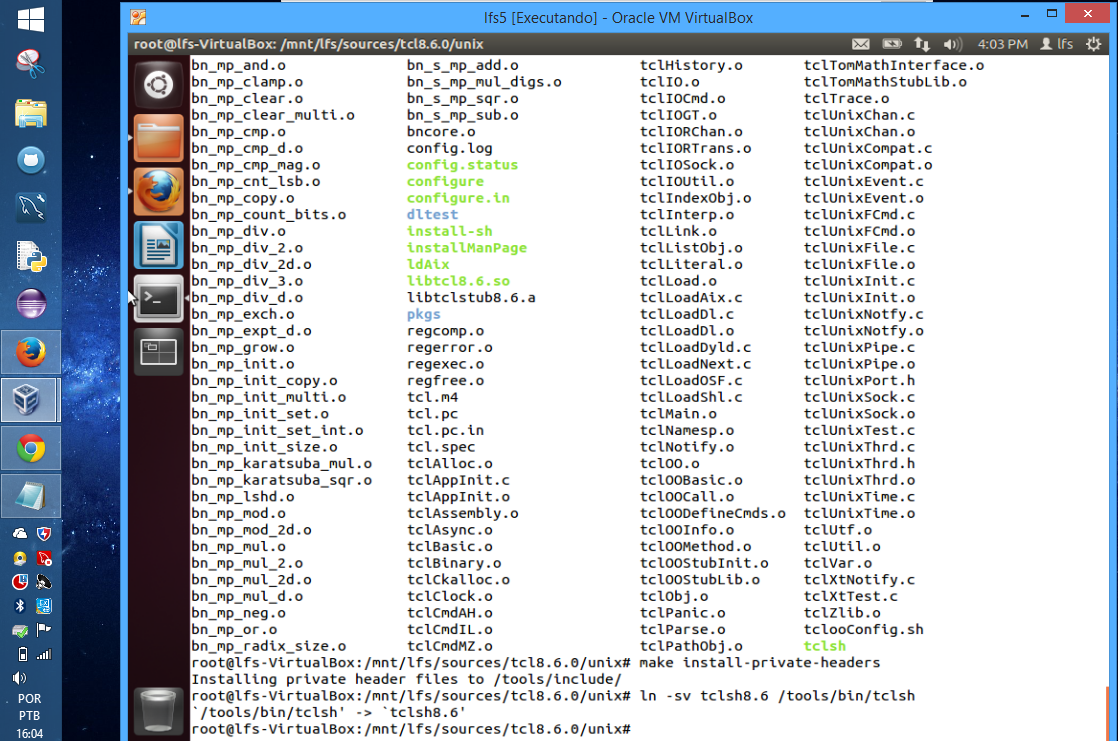 lfs5 [Executando] - Oracle VM VirtualBox
root@lfs-VirtualBox: /mnt/lfs/sources/tcl8.6.0/unix 4:03 PM lfs
bn_mp_and.o bn_s_mp_add.o tclHistory.o tclTomMathInterface.o
bn_mp_clamp.o bn_s_mp_mul_digs.o tclIO.o tclTomMathStubLib.o
bn_mp_clear.o bn_s_mp_sqr.o tclIOCmd.o tclTrace.o
bn_mp_clear_multi.o bn_s_mp_sub.o tclIOGT.o tclUnixChan.c
bn_mp_cmp.o bncore.o tclIORChan.o tclUnixChan.o
bn_mp_cmp_d.o config.log tclIORTrans.o tclUnixCompat.c
bn_mp_cmp_mag.o config.status tclIOSock.o tclUnixCompat.o
bn_mp_cnt_lsb.o configure tclIOUtil.o tclUnixEvent.c
bn_mp_copy.o configure.in tclIndexObj.o tclUnixEvent.o
bn_mp_count_bits.o dltest tclInterp.o tclUnixFCmd.c
bn_mp_div.o install-sh tclLink.o tclUnixFCmd.o
bn_mp_div_2.o installManPage tclListObj.o tclUnixFile.c
bn_mp_div_2d.o ldAix tclLiteral.o tclUnixFile.o
bn_mp_div_3.o libtcl8.6.so tclLoad.o tclUnixInit.c
bn_mp_div_d.o libtclstub8.6.a tclLoadAix.c tclUnixInit.o
bn_mp_exch.o pkgs tclLoadDl.c tclUnixNotfy.c
bn_mp_expt_d.o regcomp.o tclLoadDl.o tclUnixNotfy.o
bn_mp_grow.o regerror.o tclLoadDyld.c tclUnixPipe.c
bn_mp_init.o regexec.o tclLoadNext.c tclUnixPipe.o
bn_mp_init_copy.o regfree.o tclLoadOSF.c tclUnixPort.h
bn_mp_init_multi.o tcl.m4 tclLoadShl.c tclUnixSock.c
bn_mp_init_set.o tcl.pc tclMain.o tclUnixSock.o
bn_mp_init_set_int.o tcl.pc.in tclNamesp.o tclUnixTest.c
bn_mp_init_size.o tcl.spec tclNotify.o tclUnixThrd.c
bn_mp_karatsuba_mul.o tclAlloc.o tclOO.o tclUnixThrd.h
bn_mp_karatsuba_sqr.o tclAppInit.c tclOOBasic.o tclUnixThrd.o
bn_mp_lshd.o tclAppInit.o tclOOCall.o tclUnixTime.c
bn_mp_mod.o tclAssembly.o tclOODefineCmds.o tclUnixTime.o
bn_mp_mod_2d.o tclAsync.o tclOOInfo.o tclUtf.o
bn_mp_mul.o tclBasic.o tclOOMethod.o tclUtil.o
bn_mp_mul_2.o tclBinary.o tclOOStubInit.o tclVar.o
bn_mp_mul_2d.o tclCkalloc.o tclOOStubLib.o tclXtNotify.c
bn_mp_mul_d.o tclClock.o tclObj.o tclXtTest.c
bn_mp_neg.o tclCmdAH.o tclPanic.o tclZlib.o
bn_mp_or.o tclCmdIL.o tclParse.o tclooConfig.sh
bn_mp_radix_size.o tclCmdMZ.o tclPathObj.o tclsh
root@lfs-VirtualBox:/mnt/lfs/sources/tcl8.6.0/unix# make install-private-headers
Installing private header files to /tools/include/
root@lfs-VirtualBox:/mnt/lfs/sources/tcl8.6.0/unix# ln -sv tclsh8.6 /tools/bin/tclsh
`/tools/bin/tclsh' -> `tclsh8.6'
root@lfs-VirtualBox:/mnt/lfs/sources/tcl8.6.0/unix#
POR
PTB
16:04